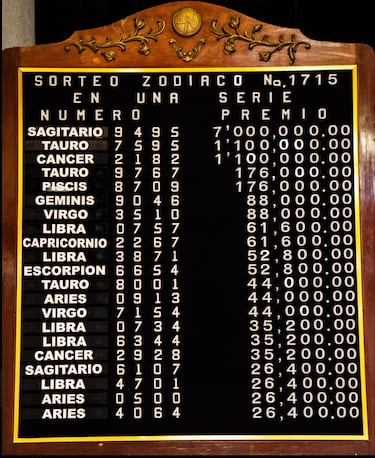 SORTEO ZODIACO No.1715
EN UNA SERIE
NUMERO PREMIO
SAGITARIO 9495 7'000,000.00
TAURO 7595 1'100,000.00
CANCER 2182 1'100,000.00
TAURO 9767 176,000.00
PISCIS 8709 176,000.00
GEMINIS 9046 88,000.00
VIRGO 3510 88,000.00
LIBRA 0757 61,600.00
CAPRICORNIO 2267 61,600.00
LIBRA 3871 52,800.00
ESCORPION 6654 52,800.00
TAURO 8001 44,000.00
ARIES 0913 44,000.00
VIRGO 7154 44,000.00
LIBRA 0734 35,200.00
LIBRA 6344 35,200.00
CANCER 2928 35,200.00
SAGITARIO 6107 26,400.00
LIBRA 4701 26,400.00
ARIES 0500 26,400.00
ARIES 4064 26,400.00